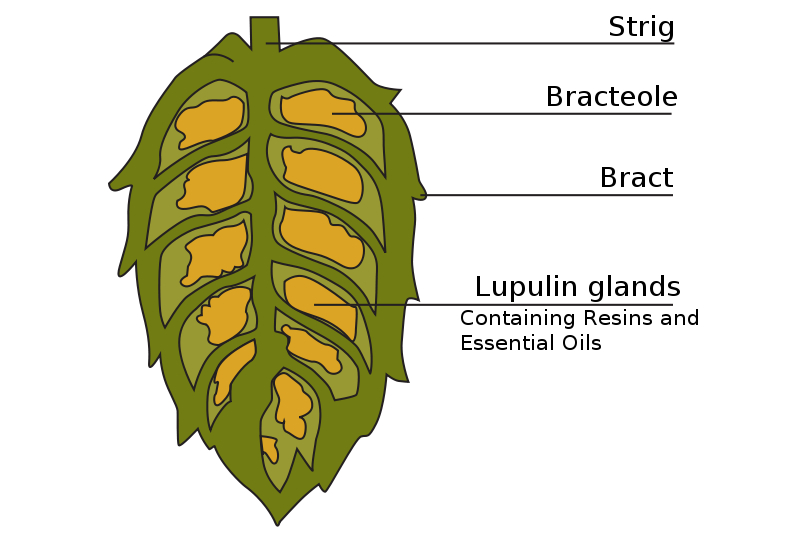 Strig
Bracteole
Bract
Lupulin glands
Containing Resins and
Essential Oils